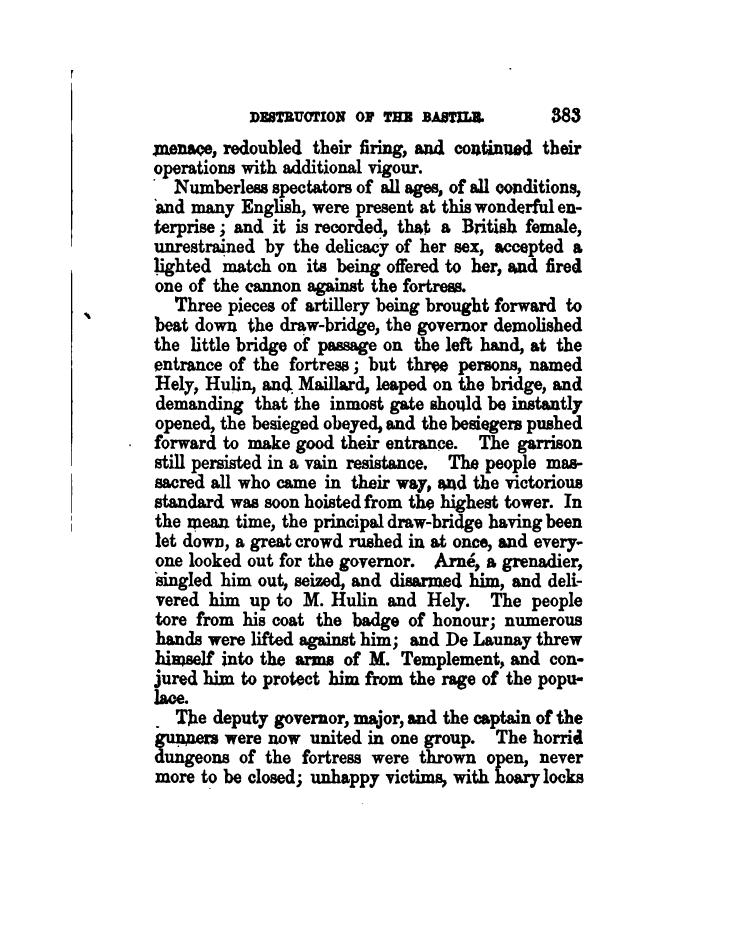 DESTRUCTION OF THE BASTILE. 383
menace, redoubled their firing, and continued their
operations with additional vigour.
Numberless spectators of all ages, of all conditions,
and many English, were present at this wonderful en-
terprise; and it is recorded, that a British female,
unrestrained by the delicacy of her sex, accepted a
lighted match on its being offered to her, and fired
one of the cannon against the fortress.
Three pieces of artillery being brought forward to
beat down the draw-bridge, the governor demolished
the little bridge of passage on the left hand, at the
entrance of the fortress; but three persons, named
Hely, Hulin, and Maillard, leaped on the bridge, and
demanding that the inmost gate should be instantly
opened, the besieged obeyed, and the besiegers pushed
forward to make good their entrance. The garrison
still persisted in a vain resistance. The people mas-
sacred all who came in their way, and the victorious
standard was soon hoisted from the highest tower. In
the mean time, the principal draw-bridge having been
let down, a great crowd rushed in at once, and every-
one looked out for the governor. Arné, a grenadier,
singled him out, seized, and disarmed him, and deli-
vered him up to M. Hulin and Hely. The people
tore from his coat the badge of honour; numerous
hands were lifted against him; and De Launay threw
himself into the arms of M. Templement, and con-
jured him to protect him from the rage of the popu-
lace.
The deputy governor, major, and the captain of the
gunners were now united in one group. The horrid
dungeons of the fortress were thrown open, never
more to be closed; unhappy victims, with hoary locks